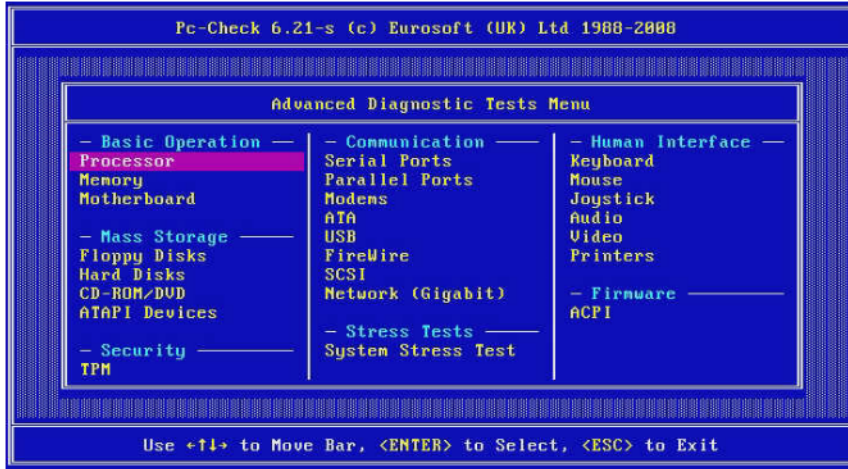 Pc-Check 6.21-s (c) Eurosoft (UK) Ltd 1988-2008
Advanced Diagnostic Tests Menu
- Basic Operation -
Processor
Memory
Motherboard
- Mass Storage -
Floppy Disks
Hard Disks
CD-ROM/DVD
ATAPI Devices
- Security -
TPM
- Communication -
Serial Ports
Parallel Ports
Modems
ATA
USB
FireWire
SCSI
Network (Gigabit)
- Stress Tests -
System Stress Test
- Human Interface -
Keyboard
Mouse
Joystick
Audio
Video
Printers
- Firmware -
ACPI
Use ←↑↓→ to Move Bar, <ENTER> to Select, <ESC> to Exit